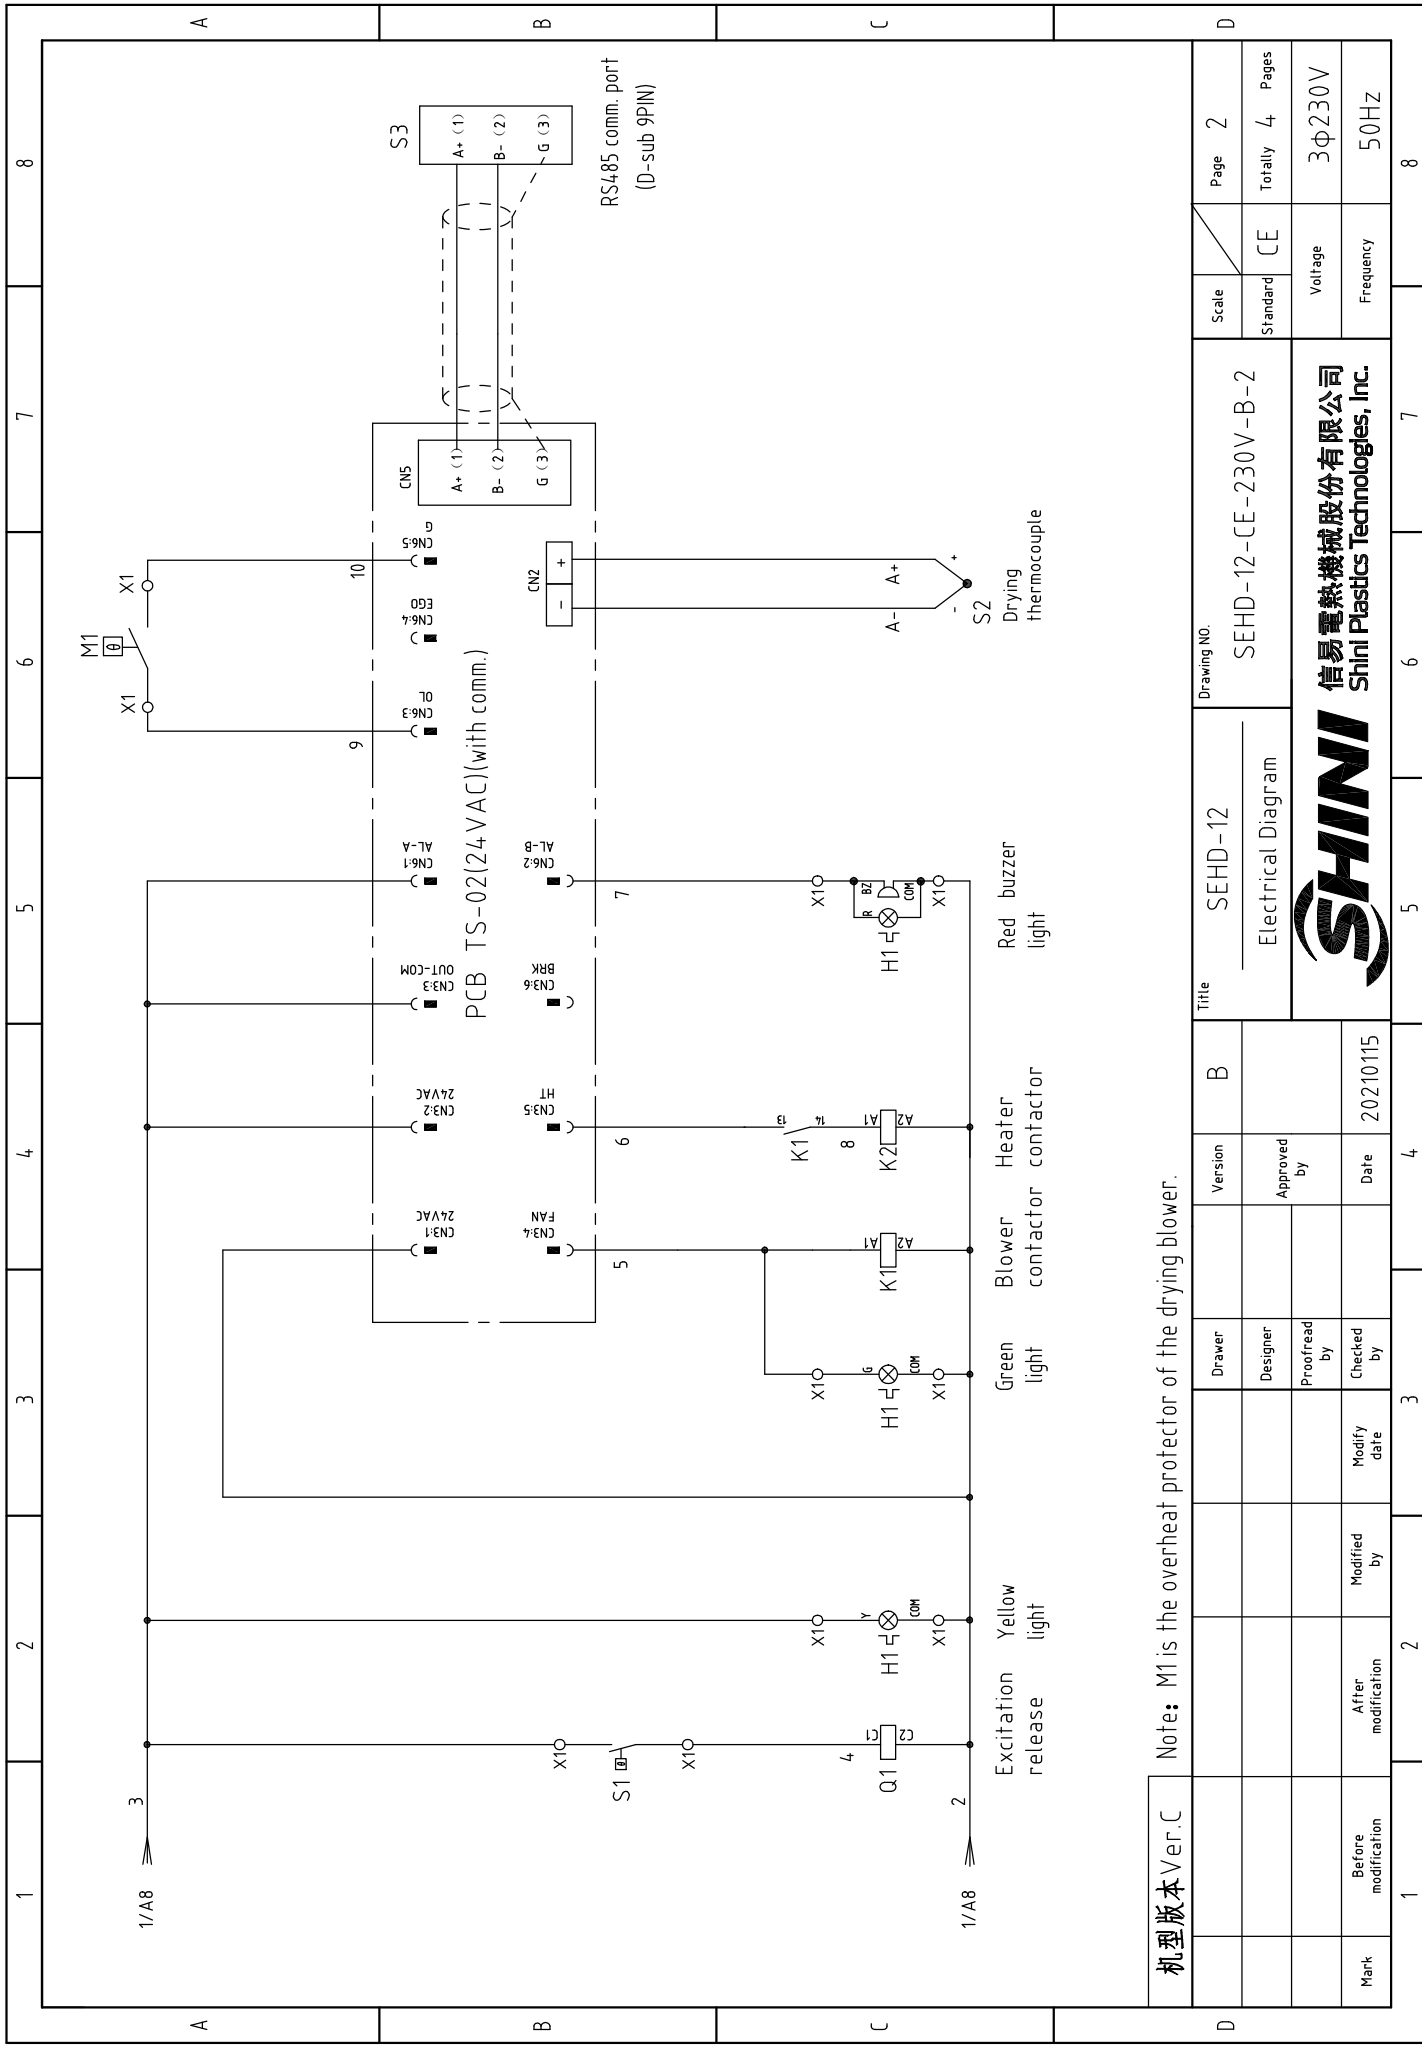 1
2
3
4
5
6
7
8
A
B
C
D
A
B
C
D
1/A8
3
1/A8
2
X1
S1 θ
X1
4
Q1
C1
C2
Excitation
release
X1
Y
H1
COM
X1
Yellow
light
X1
G
H1
COM
X1
Green
light
CN3:1
24VAC
CN3:4
FAN
5
K1
A1
A2
Blower
contactor
CN3:2
24VAC
CN3:5
HT
6
13
14
K1
8
K2
A1
A2
Heater
contactor
CN3:3
OUT-COM
CN3:6
BRK
CN6:1
AL-A
CN6:2
AL-B
7
X1
R
BZ
H1
COM
X1
Red buzzer
light
PCB TS-02(24VAC)(with comm.)
X1
M1
θ
X1
9
10
CN6:3
OL
CN6:4
EGO
CN6:5
G
CN2
-
+
A-
A+
-
+
S2
Drying
thermocouple
CN5
A+ (1)
B- (2)
G (3)
S3
A+ (1)
B- (2)
G (3)
RS485 comm. port
(D-sub 9PIN)
Note: M1 is the overheat protector of the drying blower.
机型版本Ver.C
Mark
Before
modification
After
modification
Modified
by
Modify
date
Drawer
Designer
Proofread
by
Checked
by
Version
B
Approved
by
Date
20210115
Title
SEHD-12
Electrical Diagram
Drawing NO.
SEHD-12-CE-230V-B-2
SHINI
信易電熱機械股份有限公司
Shini Plastics Technologies, Inc.
Scale
Page 2
Standard CE
Totally 4 Pages
Voltage
3ϕ230V
Frequency
50HZ
1
2
3
4
5
6
7
8